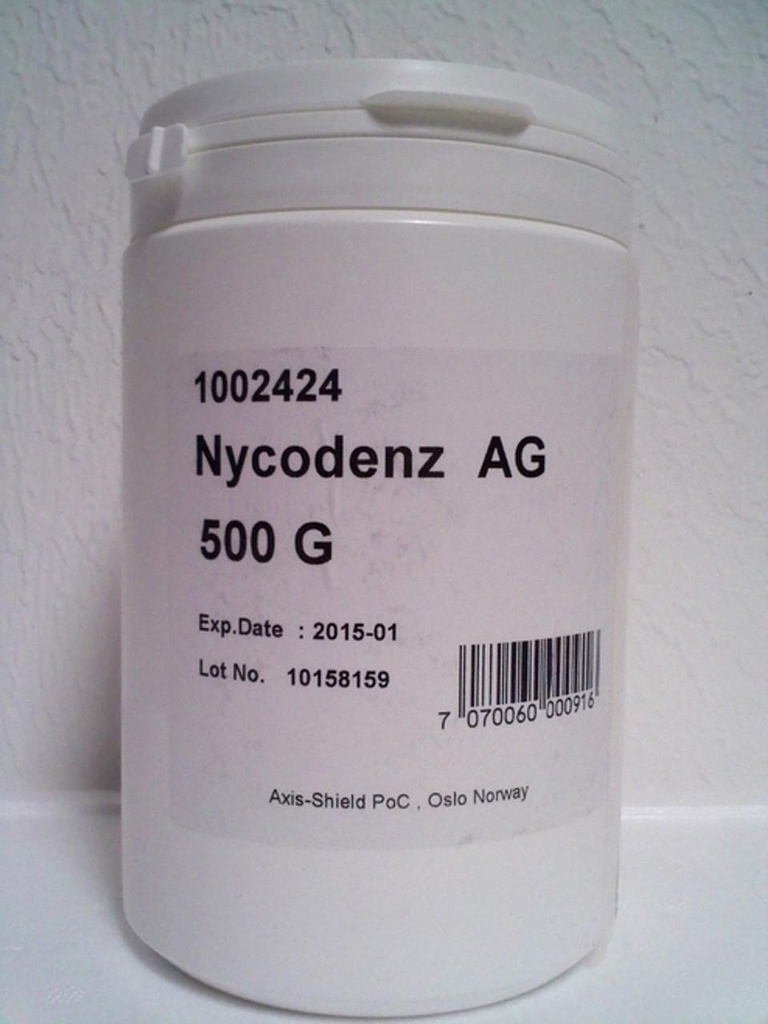 1002424
Nycodenz AG
500 G
Exp.Date : 2015-01
Lot No. 10158159
7 070060 000916
Axis-Shield PoC , Oslo Norway